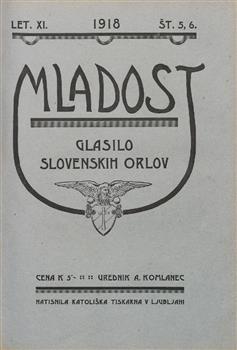 LET. XI. 1918 ŠT. 5, 6.
MLADOST
GLASILO
SLOVENSKIH ORLOV
CENA K 5'- :: :: UREDNIK A. KOMLANEC
NATISNILA KATOLIŠKA TISKARNA V LJUBLJANI